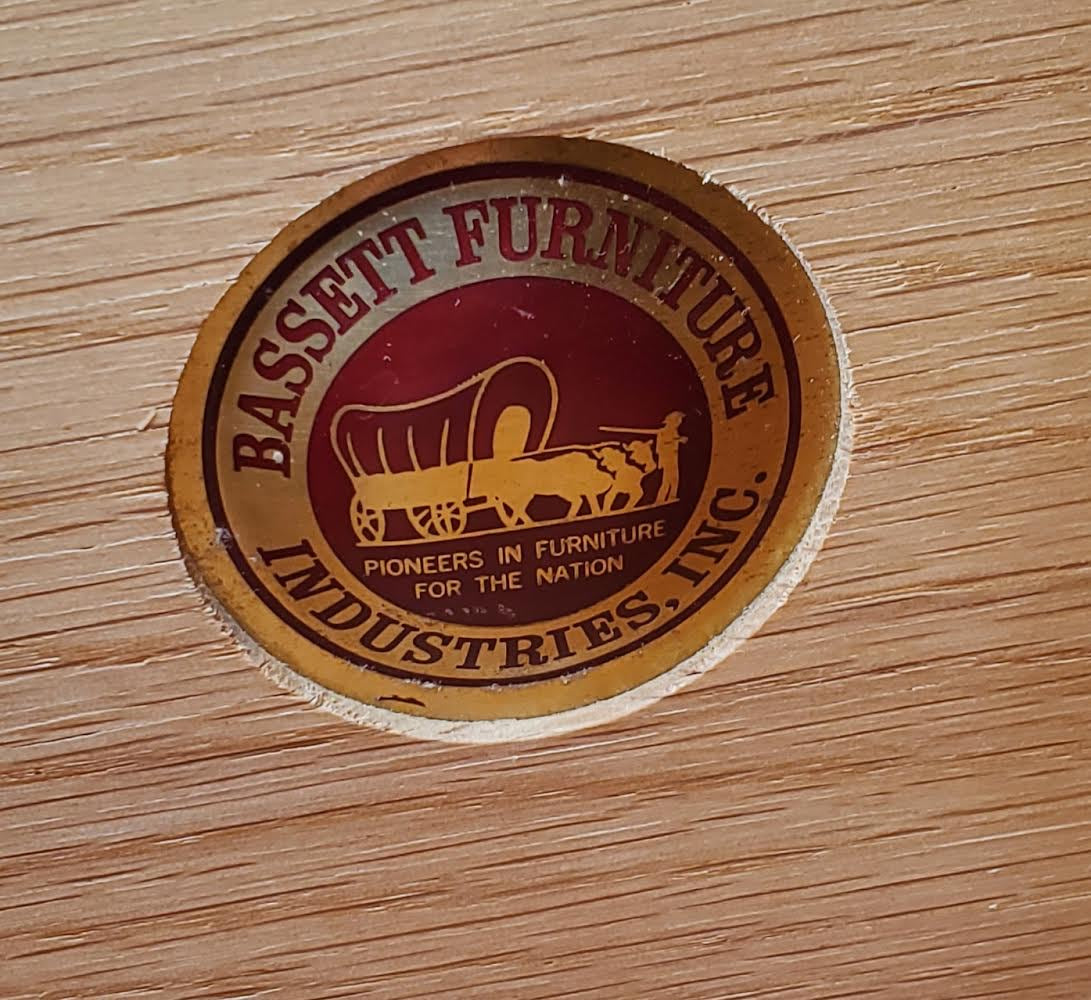 BASSETT FURNITURE
PIONEERS IN FURNITURE
FOR THE NATION
INDUSTRIES, INC.